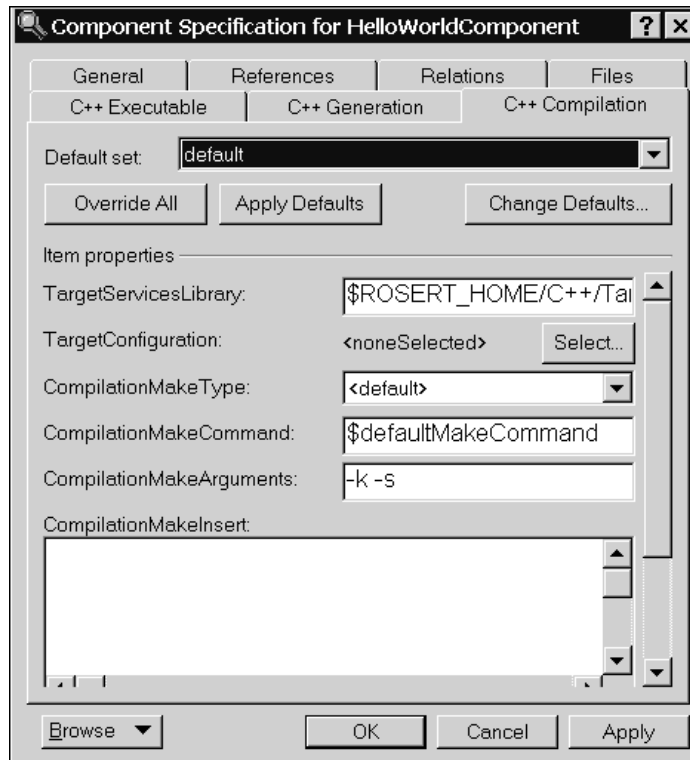 Component Specification for HelloWorldComponent
General References Relations Files
C++ Executable C++ Generation C++ Compilation
Default set: default
Override All Apply Defaults Change Defaults...
Item properties
TargetServicesLibrary: $ROSERT_HOME/C++/Tar
TargetConfiguration: <noneSelected> Select...
CompilationMakeType: <default>
CompilationMakeCommand: $defaultMakeCommand
CompilationMakeArguments: -k -s
CompilationMakeInsert:
Browse OK Cancel Apply